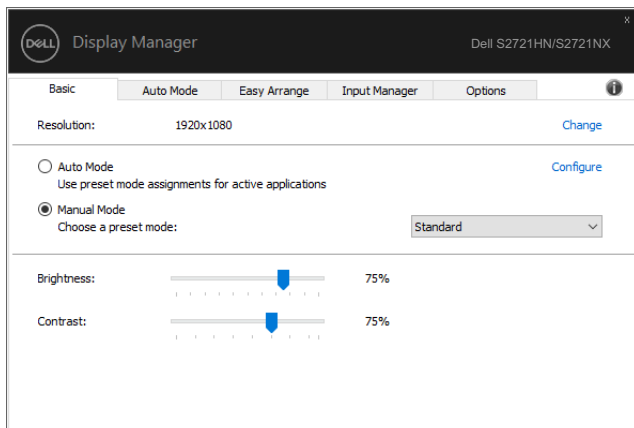 x
DELL Display Manager Dell S2721HN/S2721NX
Basic Auto Mode Easy Arrange Input Manager Options i
Resolution: 1920x1080 Change
Auto Mode Configure
Use preset mode assignments for active applications
Manual Mode
Choose a preset mode: Standard
Brightness: 75%
Contrast: 75%